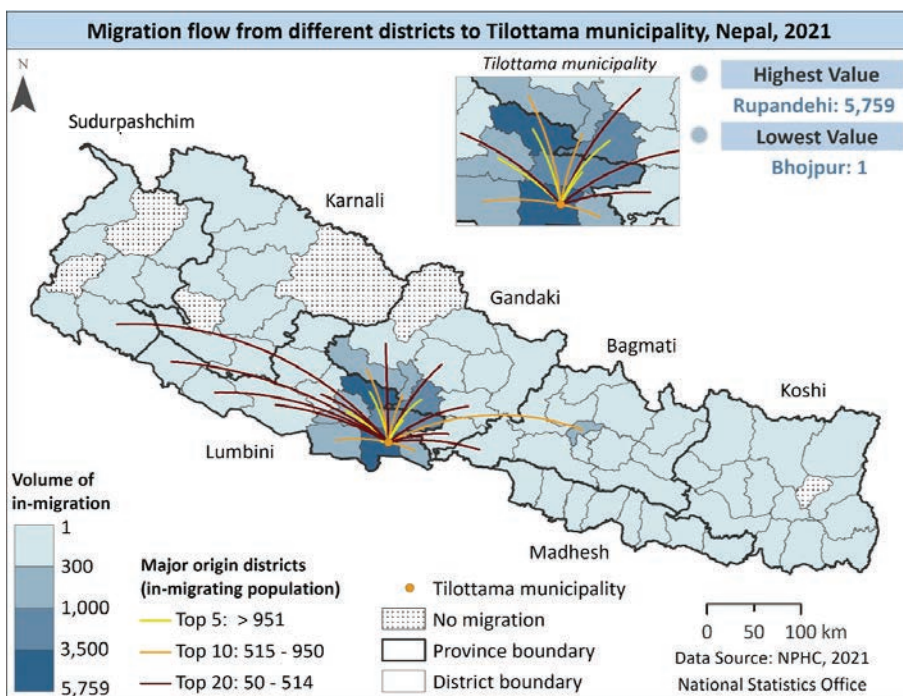 Migration flow from different districts to Tilottama municipality, Nepal, 2021
N
Tilottama municipality
Highest Value
Rupandehi: 5,759
Lowest Value
Bhojpur: 1
Sudurpashchim
Karnali
Gandaki
Bagmati
Koshi
Lumbini
Madhesh
Volume of
in-migration
1
300
1,000
3,500
5,759
Major origin districts
(in-migrating population)
Top 5: > 951
Top 10: 515 - 950
Top 20: 50 - 514
Tilottama municipality
No migration
Province boundary
District boundary
0 50 100 km
Data Source: NPHC, 2021
National Statistics Office